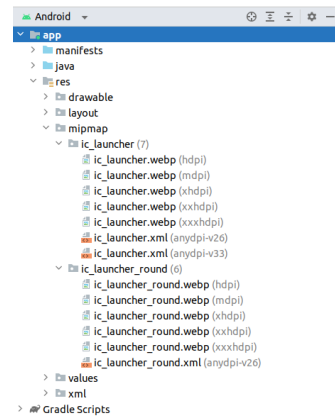 Android
app
manifests
java
res
drawable
layout
mipmap
ic_launcher (7)
ic_launcher.webp (hdpi)
ic_launcher.webp (mdpi)
ic_launcher.webp (xhdpi)
ic_launcher.webp (xxhdpi)
ic_launcher.webp (xxxhdpi)
ic_launcher.xml (anydpi-v26)
ic_launcher.xml (anydpi-v33)
ic_launcher_round (6)
ic_launcher_round.webp (hdpi)
ic_launcher_round.webp (mdpi)
ic_launcher_round.webp (xhdpi)
ic_launcher_round.webp (xxhdpi)
ic_launcher_round.webp (xxxhdpi)
ic_launcher_round.xml (anydpi-v26)
values
xml
Gradle Scripts